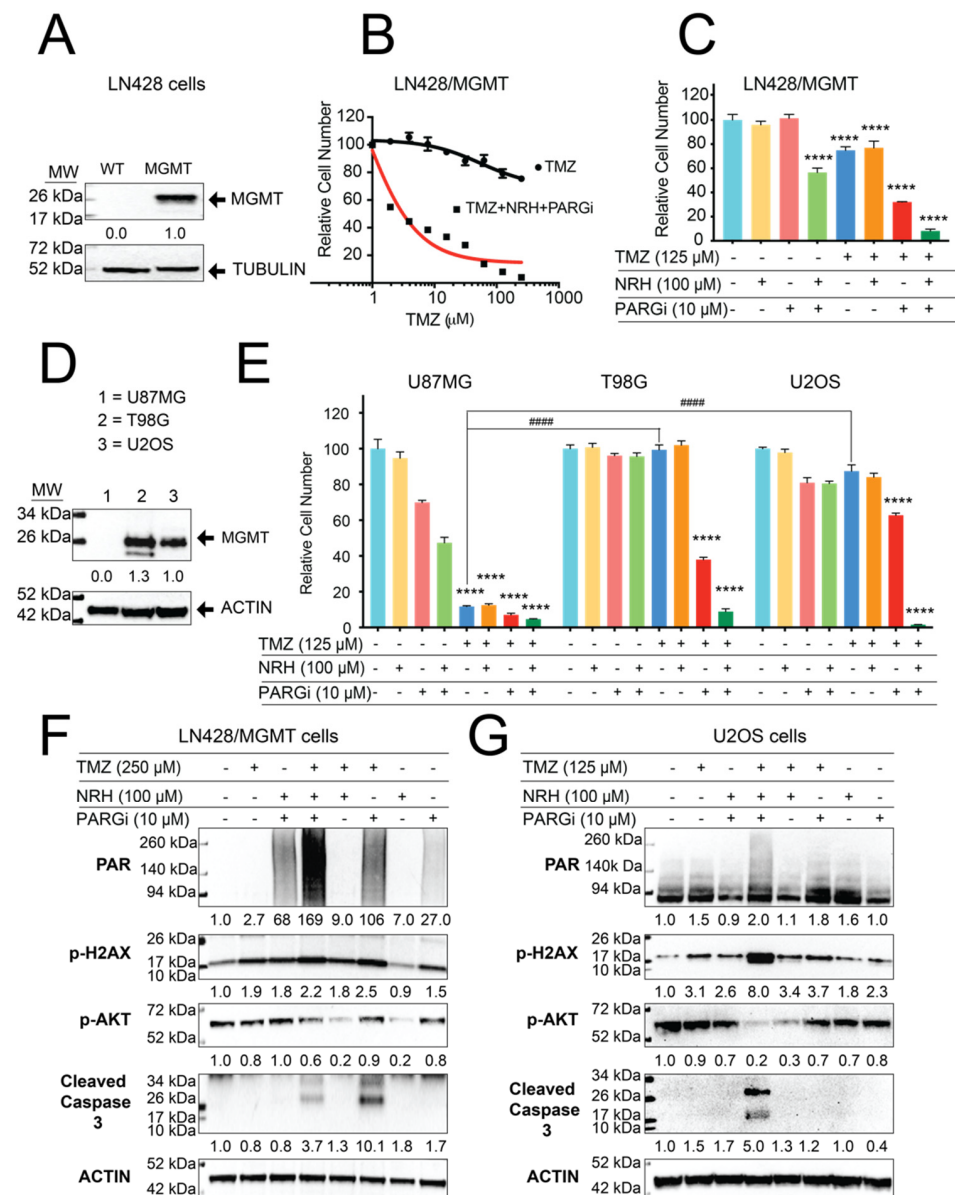 A
LN428 cells
MW
WT MGMT
26 kDa
17 kDa
MGMT
0.0 1.0
72 kDa
52 kDa
TUBULIN
B
LN428/MGMT
Relative Cell Number
120
100
80
60
40
20
1 10 100 1000
TMZ (µM)
TMZ
TMZ+NRH+PARGi
C
LN428/MGMT
Relative Cell Number
120
100
80
60
40
20
0
**** **** **** **** ****
TMZ (125 µM) - - - - + + + +
NRH (100 µM) - + - + - + - +
PARGi (10 µM) - - + + - - + +
D
1 = U87MG
2 = T98G
3 = U2OS
MW
1 2 3
34 kDa
26 kDa
MGMT
0.0 1.3 1.0
52 kDa
42 kDa
ACTIN
E
U87MG T98G U2OS
#### ####
Relative Cell Number
120
100
80
60
40
20
0
**** **** **** **** **** **** **** ****
TMZ (125 µM) - - - - + + + + - - - - + + + + - - - - + + + +
NRH (100 µM) - + - + - + - + - + - + - + - + - + - + - + - +
PARGi (10 µM) - - + + - - + + - - + + - - + + - - + + - - + +
F
LN428/MGMT cells
TMZ (250 µM) - + - + + + - -
NRH (100 µM) - - + + + - + -
PARGi (10 µM) - - + + - + - +
PAR
260 kDa
140 kDa
94 kDa
1.0 2.7 68 169 9.0 106 7.0 27.0
p-H2AX
26 kDa
17 kDa
10 kDa
1.0 1.9 1.8 2.2 1.8 2.5 0.9 1.5
p-AKT
72 kDa
52 kDa
1.0 0.8 1.0 0.6 0.2 0.9 0.2 0.8
Cleaved
Caspase
3
34 kDa
26 kDa
17 kDa
10 kDa
1.0 0.8 0.8 3.7 1.3 10.1 1.8 1.7
ACTIN
52 kDa
42 kDa
G
U2OS cells
TMZ (125 µM) - + - + + + - -
NRH (100 µM) - - + + + - + -
PARGi (10 µM) - - + + - + - +
PAR
260 kDa
140k Da
94 kDa
1.0 1.5 0.9 2.0 1.1 1.8 1.6 1.0
p-H2AX
26 kDa
17 kDa
10 kDa
1.0 3.1 2.6 8.0 3.4 3.7 1.8 2.3
p-AKT
72 kDa
52 kDa
1.0 0.9 0.7 0.2 0.3 0.7 0.7 0.8
Cleaved
Caspase
3
34 kDa
26 kDa
17 kDa
10 kDa
1.0 1.5 1.7 5.0 1.3 1.2 1.0 0.4
ACTIN
52 kDa
42 kDa